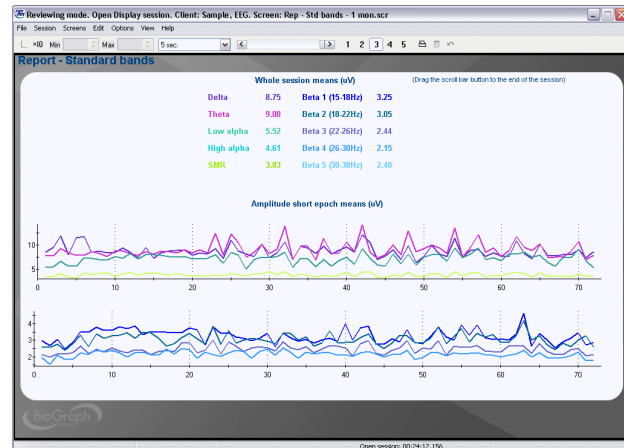 Reviewing mode. Open Display session. Client: Sample, EEG. Screen: Rep - Std bands - 1 mon.scr
File Session Screens Edit Options View Help
×10 Min Max 5 sec. 1 2 3 4 5
Report - Standard bands
Whole session means (uV) (Drag the scroll bar button to the end of the session)
Delta 8.75 Beta 1 (15-18Hz) 3.25
Theta 9.08 Beta 2 (18-22Hz) 3.05
Low alpha 5.52 Beta 3 (22-26Hz) 2.44
High alpha 4.61 Beta 4 (26-30Hz) 2.15
SMR 3.83 Beta 5 (30-38Hz) 2.40
Amplitude short epoch means (uV)
10
5
0 10 20 30 40 50 60 70
4
3
2
0 10 20 30 40 50 60 70
BioGraph
Open session: 00:24:12.156